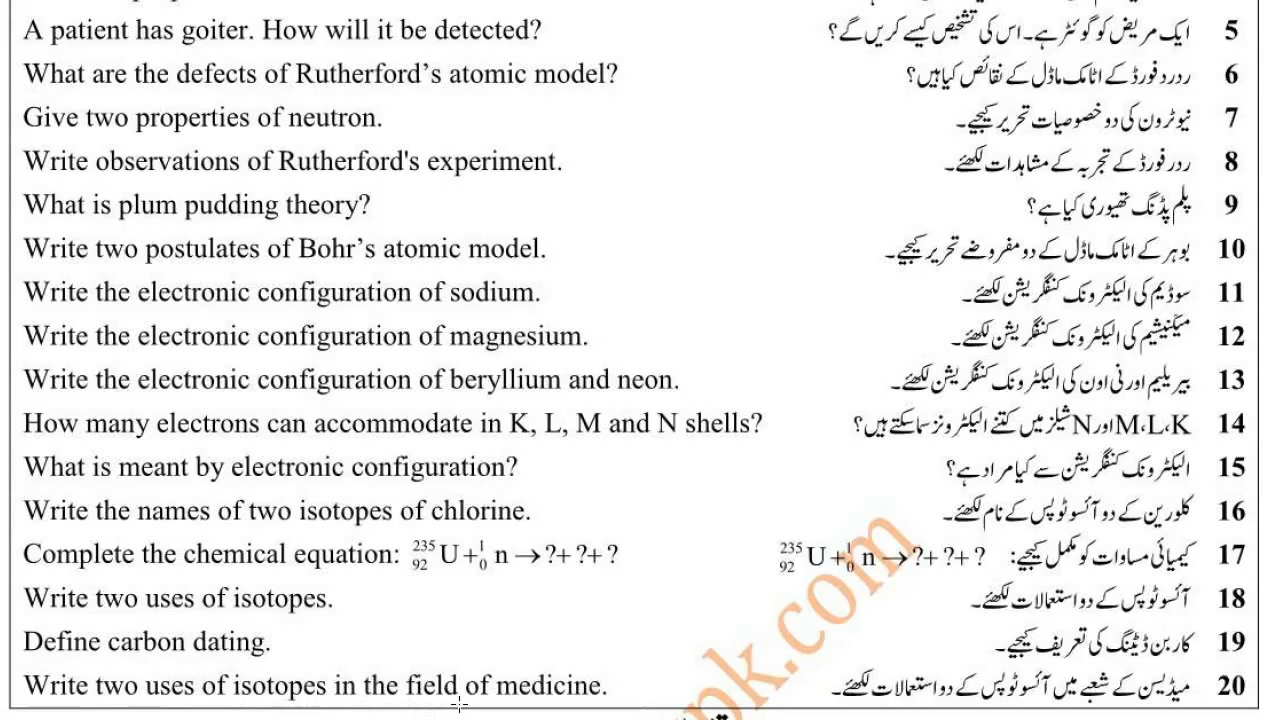 A patient has goiter. How will it be detected? ایک مریض کو گوئٹر ہے۔ اس کی تشخیص کیسے کریں گے؟ 5
What are the defects of Rutherford’s atomic model? ردرد فورڈ کے اٹامک ماڈل کے نقائص کیا ہیں؟ 6
Give two properties of neutron. نیوٹرون کی دو خصوصیات تحریر کیجیے۔ 7
Write observations of Rutherford's experiment. ردر فورڈ کے تجربہ کے مشاہدات لکھئے۔ 8
What is plum pudding theory? پلم پڈنگ تھیوری کیا ہے؟ 9
Write two postulates of Bohr’s atomic model. بوہر کے اٹامک ماڈل کے دو مفروضے تحریر کیجیے۔ 10
Write the electronic configuration of sodium. سوڈیم کی الیکٹرونک کنفگریشن لکھئے۔ 11
Write the electronic configuration of magnesium. میگنیشیم کی الیکٹرونک کنفگریشن لکھئے۔ 12
Write the electronic configuration of beryllium and neon. بیریلیم اور نی اون کی الیکٹرونک کنفگریشن لکھئے۔ 13
How many electrons can accommodate in K, L, M and N shells? K،L،M اور N شیلز میں کتنے الیکٹرونز سما سکتے ہیں؟ 14
What is meant by electronic configuration? الیکٹرونک کنفگریشن سے کیا مراد ہے؟ 15
Write the names of two isotopes of chlorine. کلورین کے دو آئسوٹوپس کے نام لکھئے۔ 16
Complete the chemical equation: ²³⁵₉₂U+¹₀n→?+?+? کیمیائی مساوات کو مکمل کیجیے: ²³⁵₉₂U+¹₀n→?+?+? 17
Write two uses of isotopes. آئسوٹوپس کے دو استعمالات لکھئے۔ 18
Define carbon dating. کاربن ڈیٹنگ کی تعریف کیجیے۔ 19
Write two uses of isotopes in the field of medicine. میڈیسن کے شعبے میں آئسوٹوپس کے دو استعمالات لکھئے۔ 20
pk.com